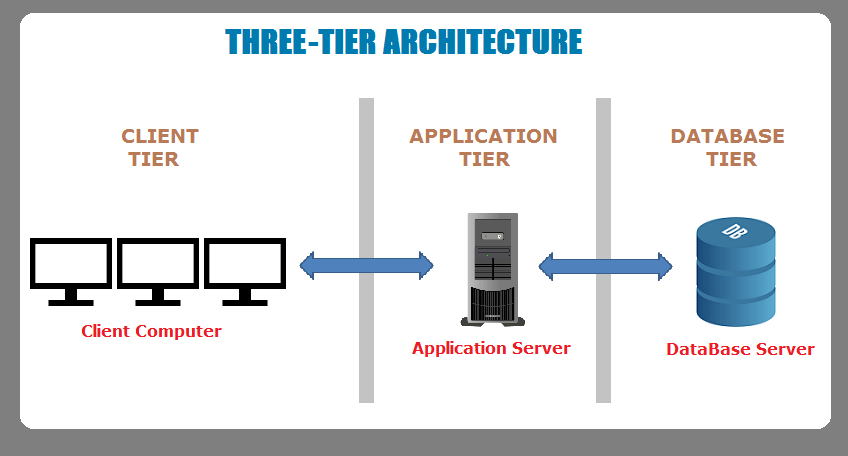 THREE-TIER ARCHITECTURE
CLIENT
TIER
APPLICATION
TIER
DATABASE
TIER
DB
Client Computer
Application Server
DataBase Server